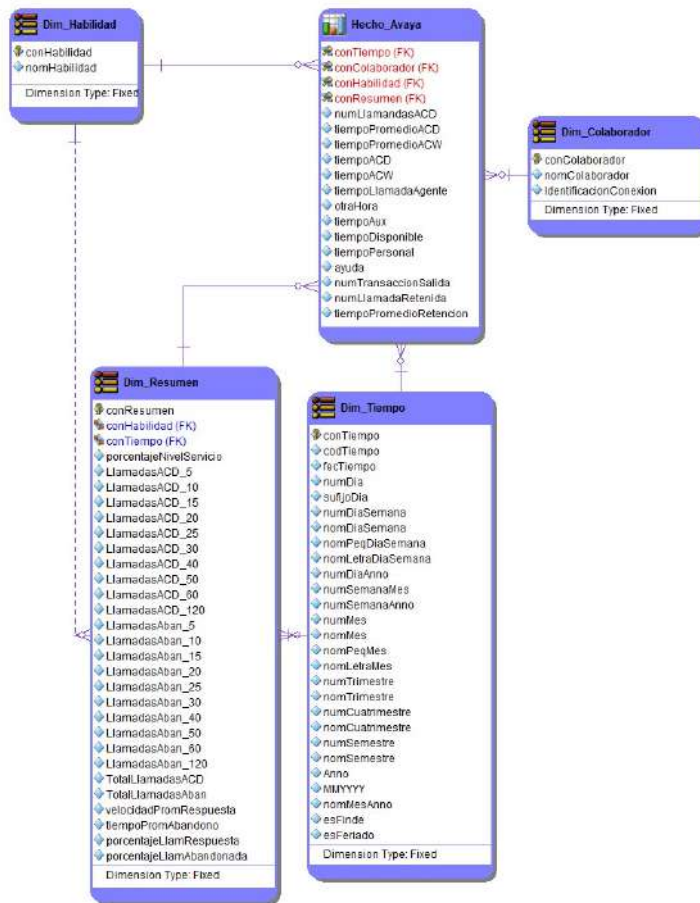 Dim_Habilidad
conHabilidad
nomHabilidad
Dimension Type: Fixed
Hecho_Avaya
conTiempo (FK)
conColaborador (FK)
conHabilidad (FK)
conResumen (FK)
numLlamandasACD
tiempoPromedioACD
tiempoPromedioACW
tiempoACD
tiempoACW
tiempoLlamadaAgente
otraHora
tiempoAux
tiempoDisponible
tiempoPersonal
ayuda
numTransaccionSalida
numLlamadaRetenida
tiempoPromedioRetencion
Dim_Colaborador
conColaborador
nomColaborador
IdentificacionConexion
Dimension Type: Fixed
Dim_Resumen
conResumen
conHabilidad (FK)
conTiempo (FK)
porcentajeNivelServicio
LlamadasACD_5
LlamadasACD_10
LlamadasACD_15
LlamadasACD_20
LlamadasACD_25
LlamadasACD_30
LlamadasACD_40
LlamadasACD_50
LlamadasACD_60
LlamadasACD_120
LlamadasAban_5
LlamadasAban_10
LlamadasAban_15
LlamadasAban_20
LlamadasAban_25
LlamadasAban_30
LlamadasAban_40
LlamadasAban_50
LlamadasAban_60
LlamadasAban_120
TotalLlamadasACD
TotalLlamadasAban
velocidadPromRespuesta
tiempoPromAbandono
porcentajeLlamRespuesta
porcentajeLlamAbandonada
Dimension Type: Fixed
Dim_Tiempo
conTiempo
codTiempo
fecTiempo
numDia
sufijoDia
numDiaSemana
nomDiaSemana
nomPeqDiaSemana
nomLetraDiaSemana
numDiaAnno
numSemanaMes
numSemanaAnno
numMes
nomMes
nomPeqMes
nomLetraMes
numTrimestre
nomTrimestre
numCuatrimestre
nomCuatrimestre
numSemestre
nomSemestre
Anno
MMYYYY
nomMesAnno
esFinde
esFeriado
Dimension Type: Fixed